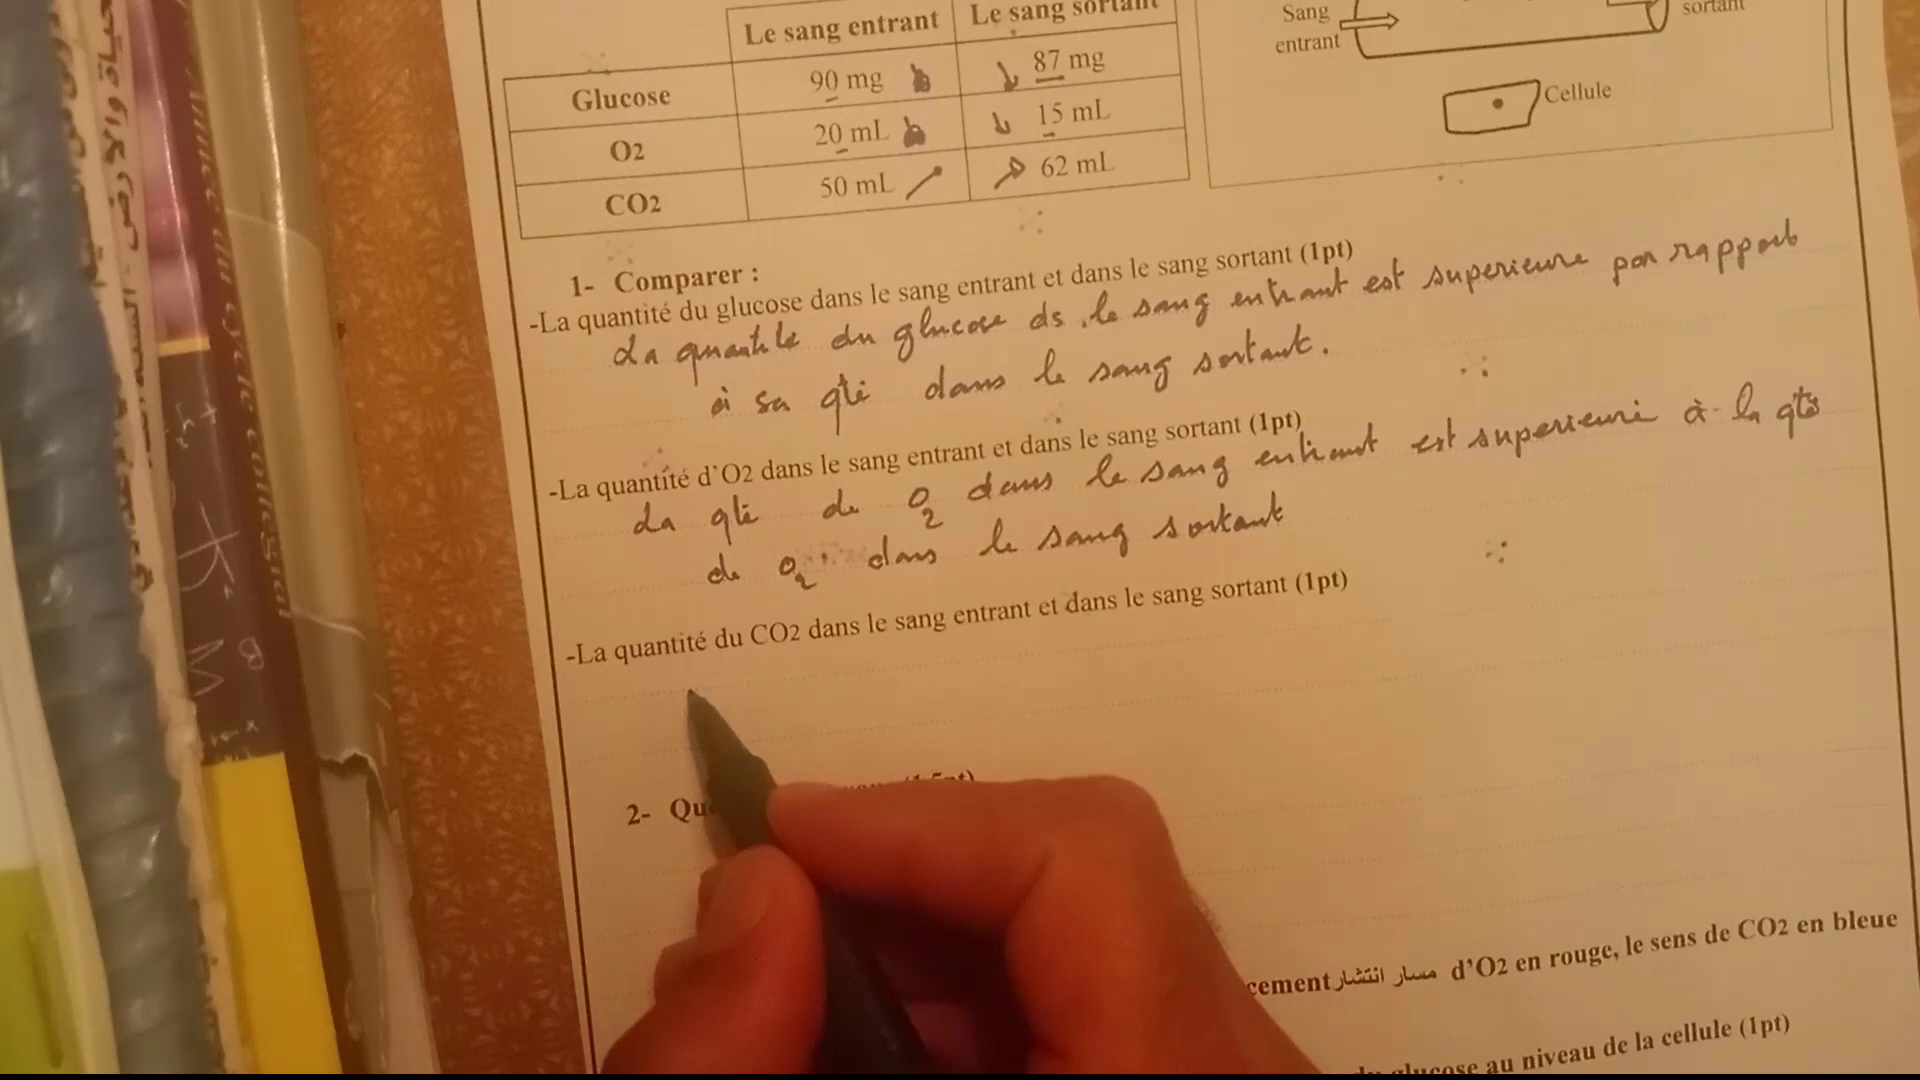 Le sang entrant Le sang sortant
Sang entrant
sortant
Glucose 90 mg 87 mg
O2 20 mL 15 mL
CO2 50 mL 62 mL
Cellule
1- Comparer :
-La quantité du glucose dans le sang entrant et dans le sang sortant (1pt)
La quantité du glucose ds le sang entrant est superieure par rapport
à sa qté dans le sang sortant.
-La quantité d'O2 dans le sang entrant et dans le sang sortant (1pt)
La qté de O2 dans le sang entrant est superieure à la qté
de O2 dans le sang sortant
-La quantité du CO2 dans le sang entrant et dans le sang sortant (1pt)
2- Qu
cement مسار انتشار d'O2 en rouge, le sens de CO2 en bleue
glucose au niveau de la cellule (1pt)